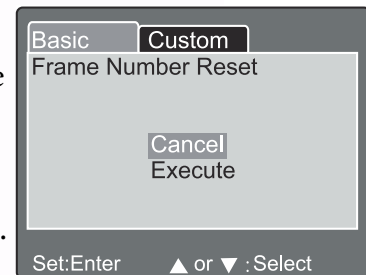 Basic Custom
Frame Number Reset
Cancel
Execute
Set:Enter ▲ or ▼ :Select